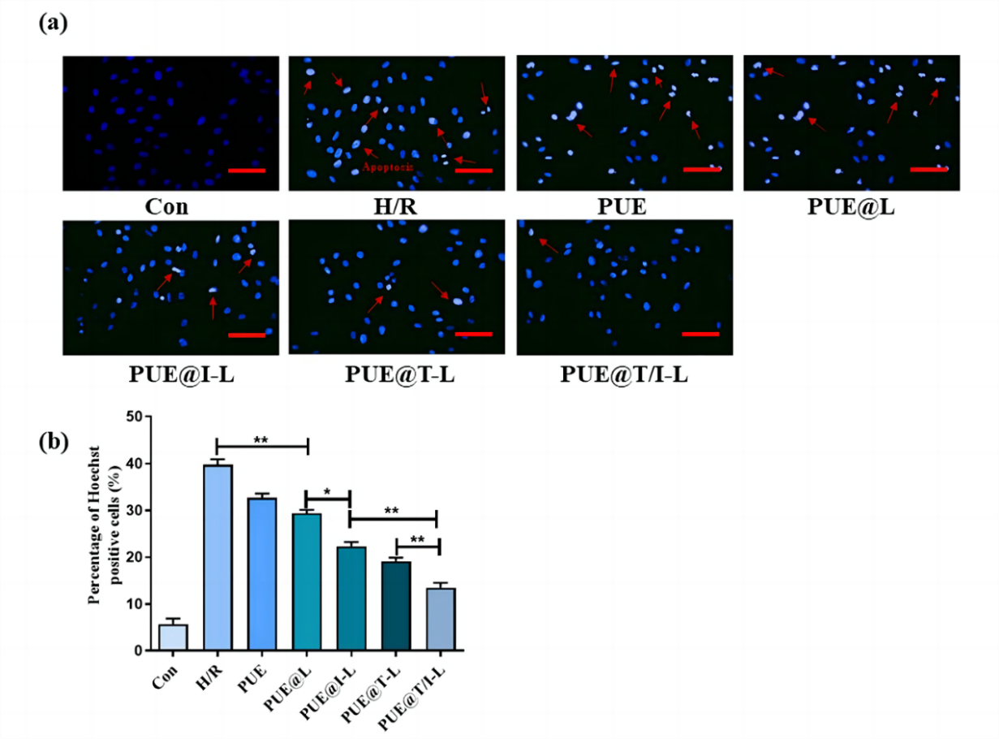 (a)
Apoptosis
Con H/R PUE PUE@L
PUE@I-L PUE@T-L PUE@T/I-L
(b)
Percentage of Hoechst
positive cells (%)
50
40
30
20
10
0
**
*
**
**
Con H/R PUE PUE@L PUE@I-L PUE@T-L PUE@T/I-L